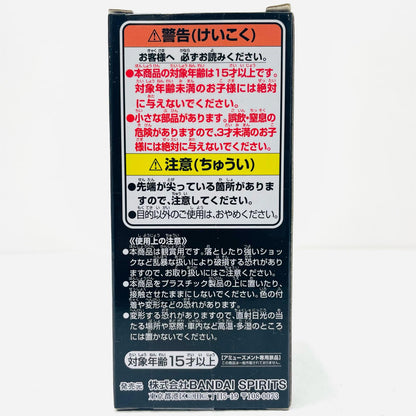 ⚠警告(けいこく)
お客様へ 必ずお読みください。
●本商品の対象年齢は15才以上です。
対象年齢未満のお子様には絶対
に与えないでください。
●小さな部品があります。誤飲・窒息
の危険がありますので、3才未満のお子
様には絶対に与えないでください。
⚠注意(ちゅうい)
●先端が尖っている箇所がありま
すので、注意してください。
●目的以外のご使用は、おやめください。
《使用上の注意》
●本商品は観賞用です。落としたり強いショッ
クなど乱暴な扱いにより破損する恐れがありま
すので、お取り扱いにはご注意ください。
●本商品をプラスチック製品の上に置いたり、
接触させたままにしないでください。色の付
着や変形などの恐れがあります。
●変形する恐れがありますので、直射日光の当
たる場所や窓際・車内など高温・多湿のところ
には置かないでください。
対象年齢15才以上
【アミューズメント専用景品】
発売元 株式会社BANDAI SPIRITS